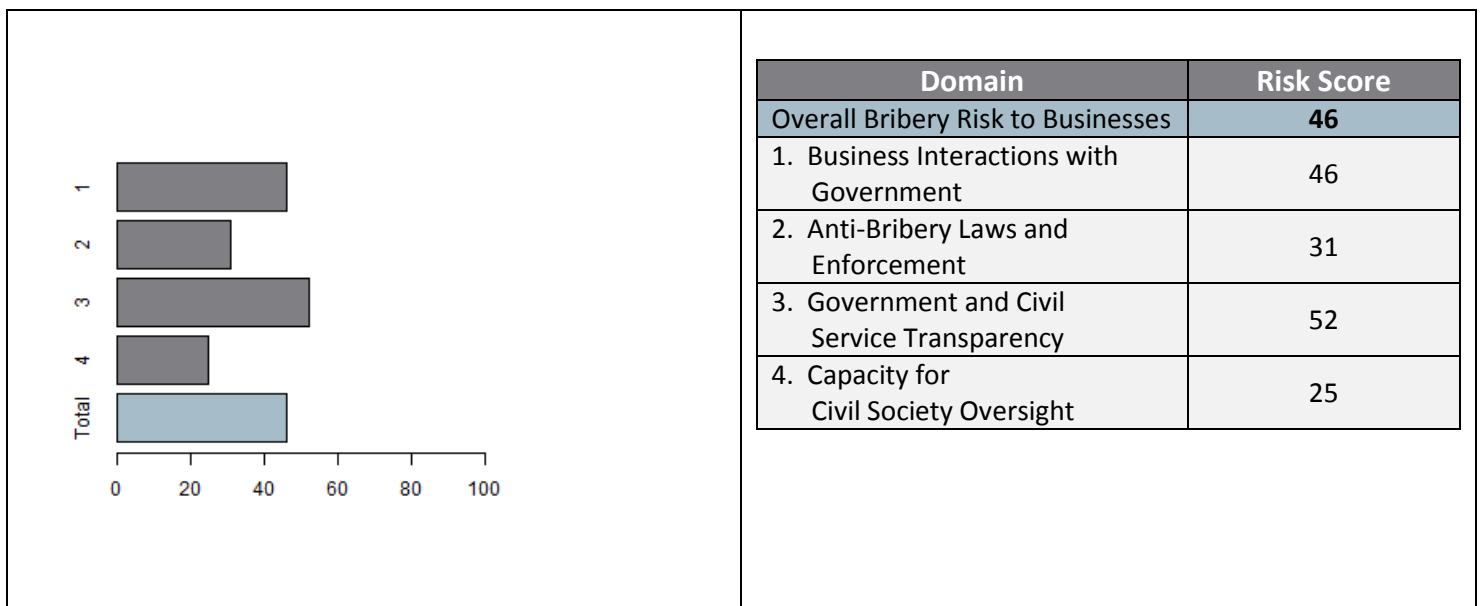 1
2
3
4
Total
0 20 40 60 80 100
Domain Risk Score
Overall Bribery Risk to Businesses 46
1. Business Interactions with
Government 46
2. Anti-Bribery Laws and
Enforcement 31
3. Government and Civil
Service Transparency 52
4. Capacity for
Civil Society Oversight 25